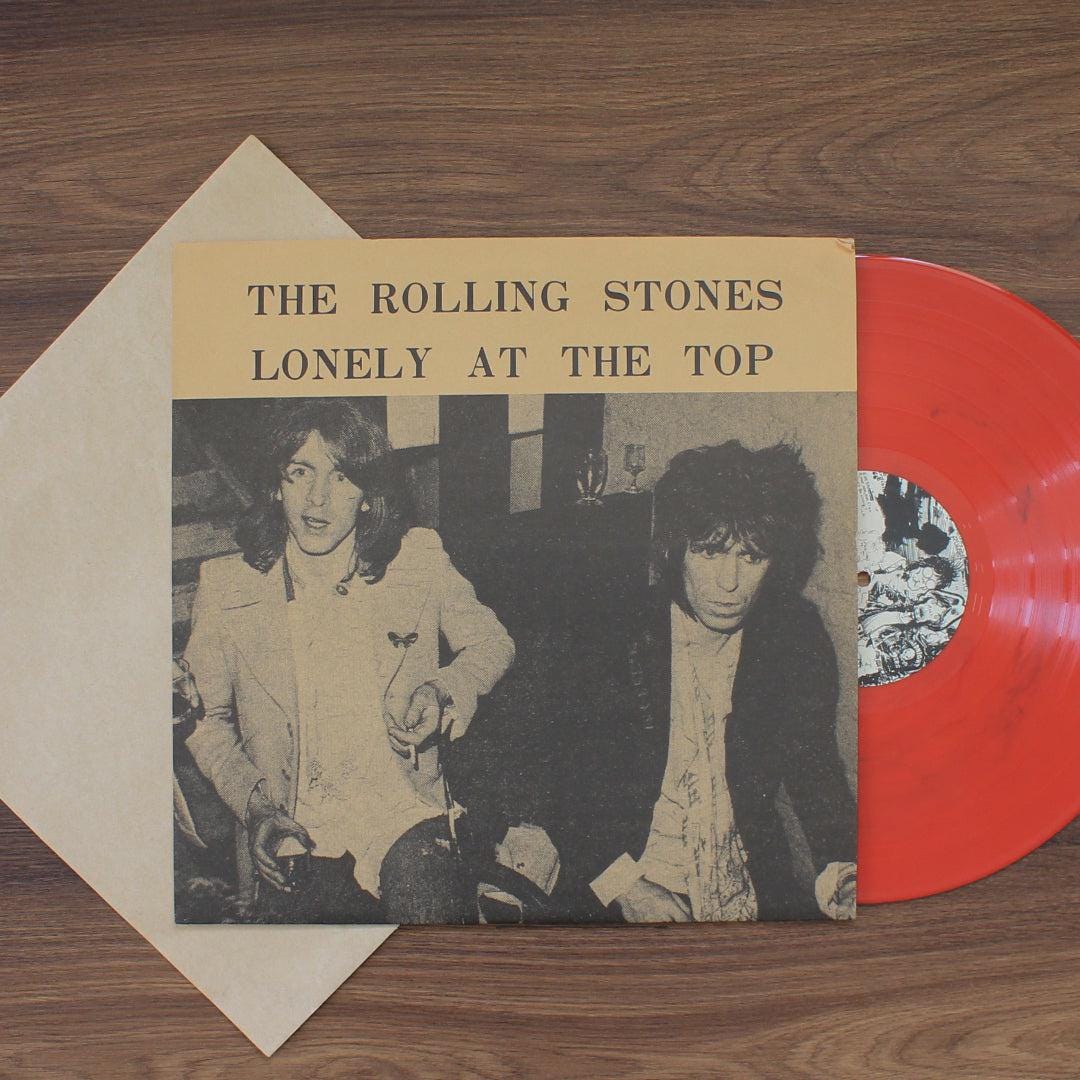 THE ROLLING STONES
LONELY AT THE TOP